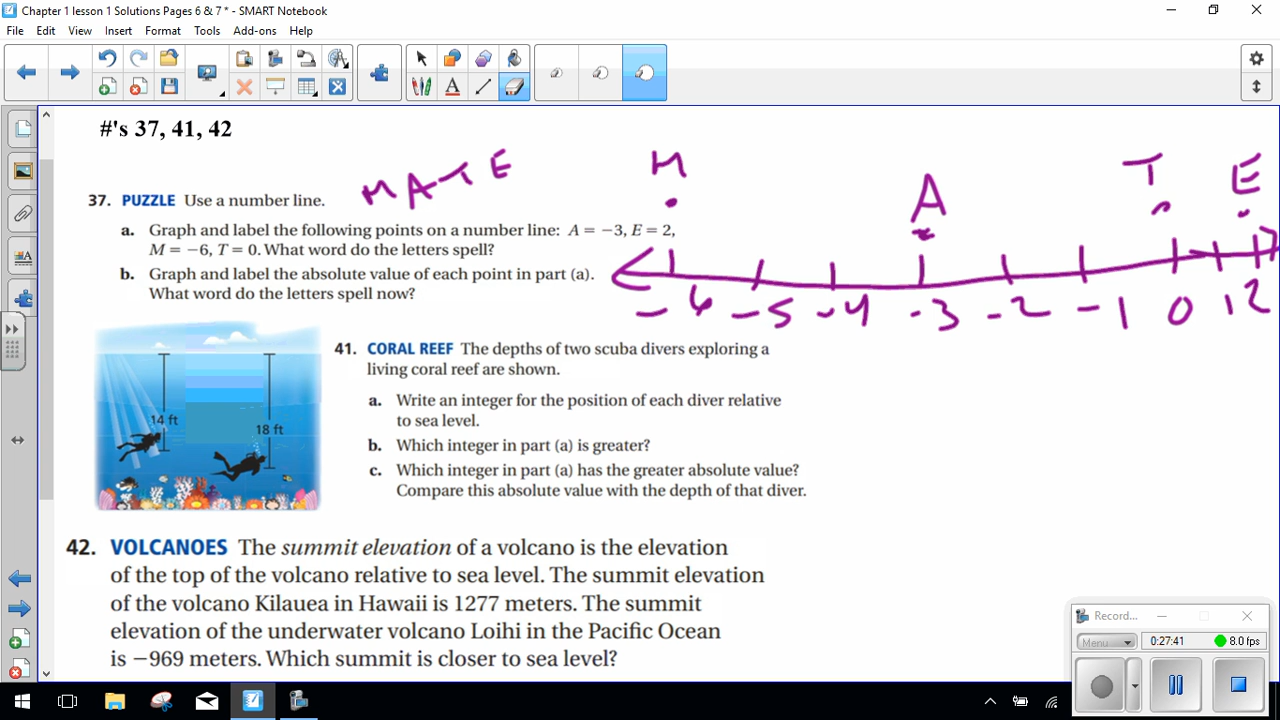 Chapter 1 lesson 1 Solutions Pages 6 & 7 * - SMART Notebook
File Edit View Insert Format Tools Add-ons Help
#'s 37, 41, 42
MATE
M A T E
37. PUZZLE Use a number line.
a. Graph and label the following points on a number line: A = −3, E = 2,
M = −6, T = 0. What word do the letters spell?
b. Graph and label the absolute value of each point in part (a).
What word do the letters spell now?
-6 -5 -4 -3 -2 -1 0 1 2
14 ft
18 ft
41. CORAL REEF The depths of two scuba divers exploring a
living coral reef are shown.
a. Write an integer for the position of each diver relative
to sea level.
b. Which integer in part (a) is greater?
c. Which integer in part (a) has the greater absolute value?
Compare this absolute value with the depth of that diver.
42. VOLCANOES The summit elevation of a volcano is the elevation
of the top of the volcano relative to sea level. The summit elevation
of the volcano Kilauea in Hawaii is 1277 meters. The summit
elevation of the underwater volcano Loihi in the Pacific Ocean
is −969 meters. Which summit is closer to sea level?
Record...
Menu 0:27:41 8.0 fps